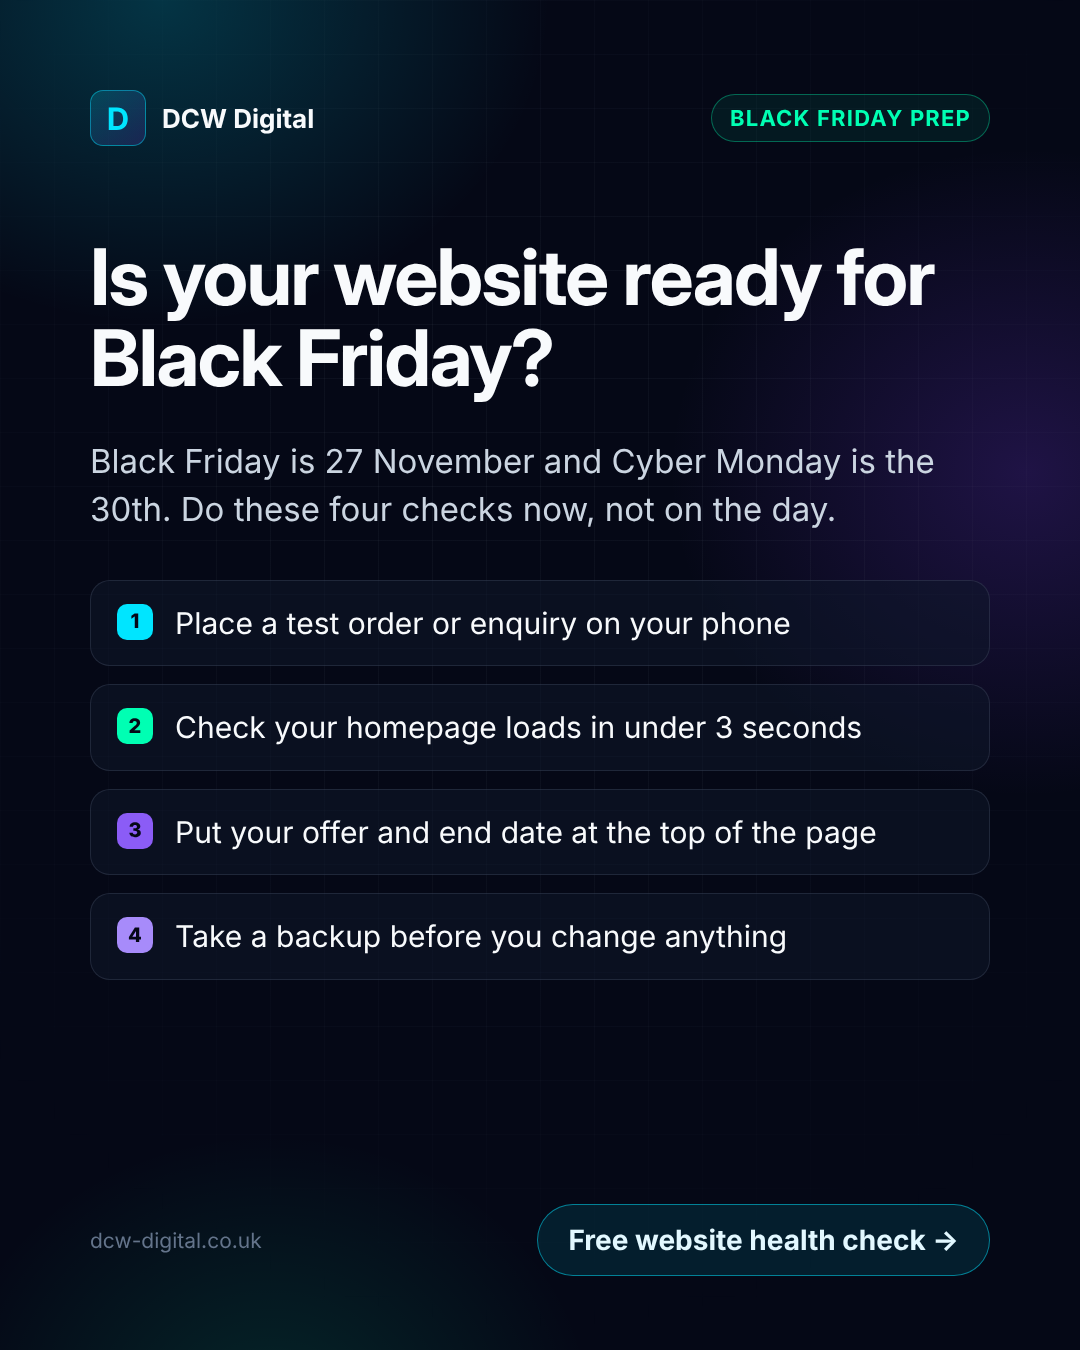 D DCW Digital
BLACK FRIDAY PREP
Is your website ready for
Black Friday?
Black Friday is 27 November and Cyber Monday is the
30th. Do these four checks now, not on the day.
1 Place a test order or enquiry on your phone
2 Check your homepage loads in under 3 seconds
3 Put your offer and end date at the top of the page
4 Take a backup before you change anything
dcw-digital.co.uk
Free website health check →